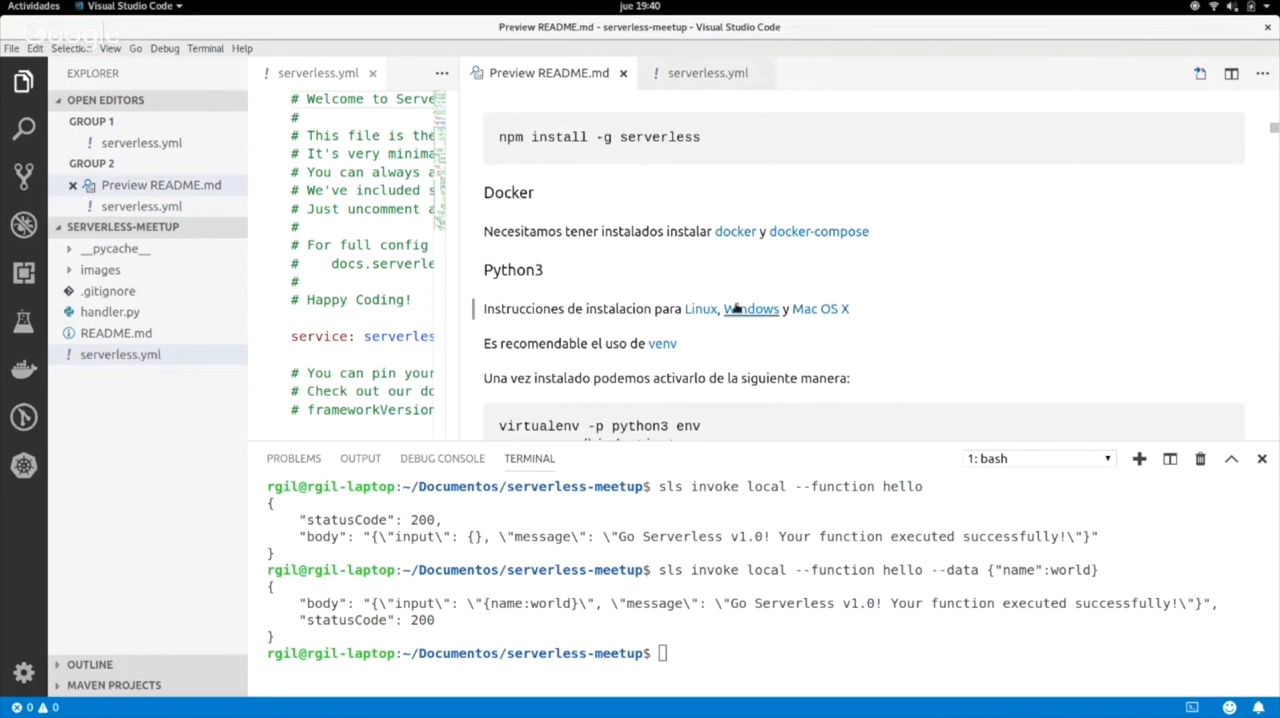 Actividades
Visual Studio Code
jue 19:40
Preview README.md - serverless-meetup - Visual Studio Code
Google
File Edit Selection View Go Debug Terminal Help
EXPLORER
OPEN EDITORS
GROUP 1
serverless.yml
GROUP 2
Preview README.md
serverless.yml
SERVERLESS-MEETUP
__pycache__
images
.gitignore
handler.py
README.md
serverless.yml
OUTLINE
MAVEN PROJECTS
serverless.yml
# Welcome to Serve
#
# This file is the
# It's very minima
# You can always a
# We've included s
# Just uncomment a
#
# For full config
# docs.serverle
#
# Happy Coding!
service: serverles
# You can pin your
# Check out our do
# frameworkVersion
Preview README.md
serverless.yml
npm install -g serverless
Docker
Necesitamos tener instalados instalar docker y docker-compose
Python3
Instrucciones de instalacion para Linux, Windows y Mac OS X
Es recomendable el uso de venv
Una vez instalado podemos activarlo de la siguiente manera:
virtualenv -p python3 env
PROBLEMS OUTPUT DEBUG CONSOLE TERMINAL
1: bash
rgil@rgil-laptop:~/Documentos/serverless-meetup$ sls invoke local --function hello
{
"statusCode": 200,
"body": "{\"input\": {}, \"message\": \"Go Serverless v1.0! Your function executed successfully!\"}"
}
rgil@rgil-laptop:~/Documentos/serverless-meetup$ sls invoke local --function hello --data {"name":world}
{
"body": "{\"input\": \"{name:world}\", \"message\": \"Go Serverless v1.0! Your function executed successfully!\"}",
"statusCode": 200
}
rgil@rgil-laptop:~/Documentos/serverless-meetup$
0 0